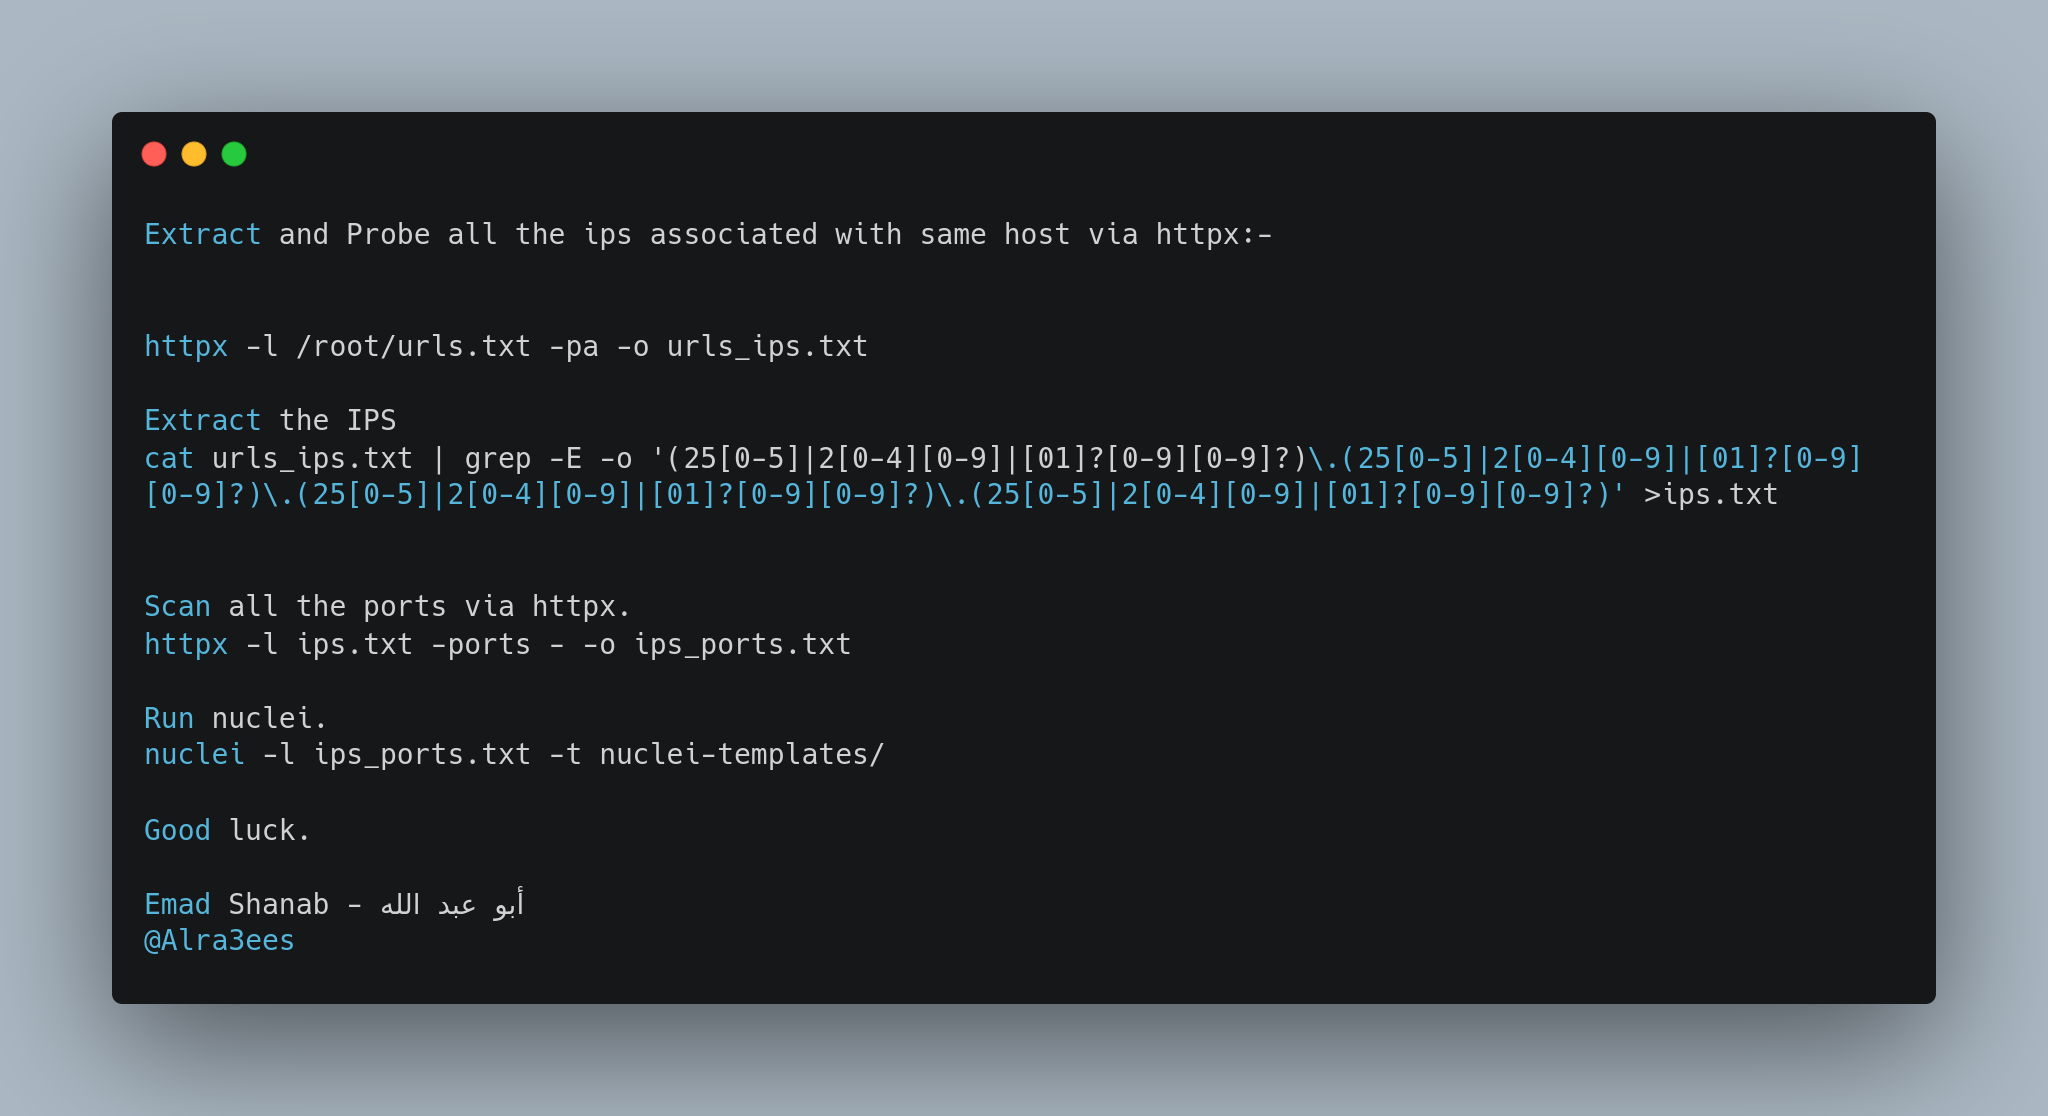 Extract and Probe all the ips associated with same host via httpx:-
httpx -l /root/urls.txt -pa -o urls_ips.txt
Extract the IPS
cat urls_ips.txt | grep -E -o '(25[0-5]|2[0-4][0-9]|[01]?[0-9][0-9]?)\.(25[0-5]|2[0-4][0-9]|[01]?[0-9]
[0-9]?)\.(25[0-5]|2[0-4][0-9]|[01]?[0-9][0-9]?)\.(25[0-5]|2[0-4][0-9]|[01]?[0-9][0-9]?)' >ips.txt
Scan all the ports via httpx.
httpx -l ips.txt -ports - -o ips_ports.txt
Run nuclei.
nuclei -l ips_ports.txt -t nuclei-templates/
Good luck.
Emad Shanab - أبو عبد الله
@Alra3ees